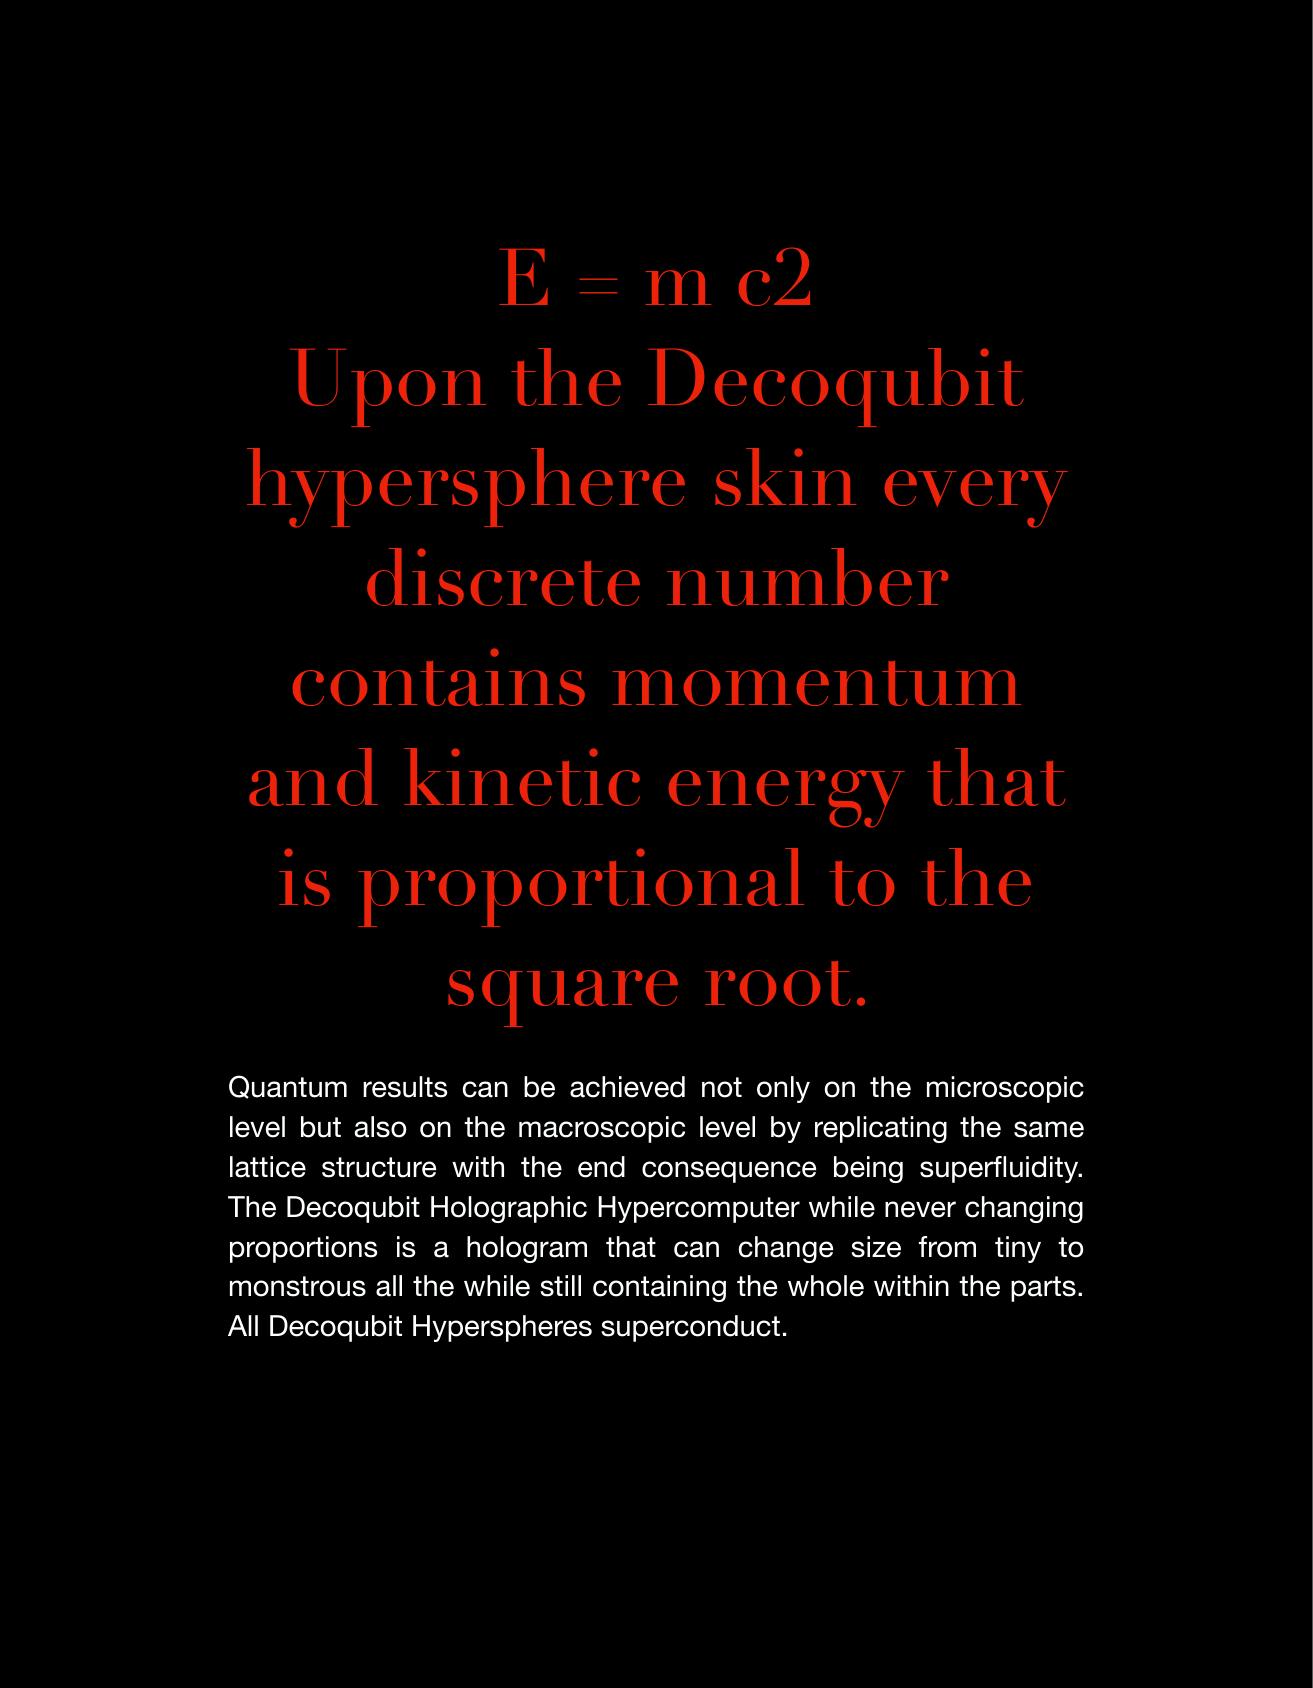 E = m c2
Upon the Decoqubit
hypersphere skin every
discrete number
contains momentum
and kinetic energy that
is proportional to the
square root.
Quantum results can be achieved not only on the microscopic
level but also on the macroscopic level by replicating the same
lattice structure with the end consequence being superfluidity.
The Decoqubit Holographic Hypercomputer while never changing
proportions is a hologram that can change size from tiny to
monstrous all the while still containing the whole within the parts.
All Decoqubit Hyperspheres superconduct.